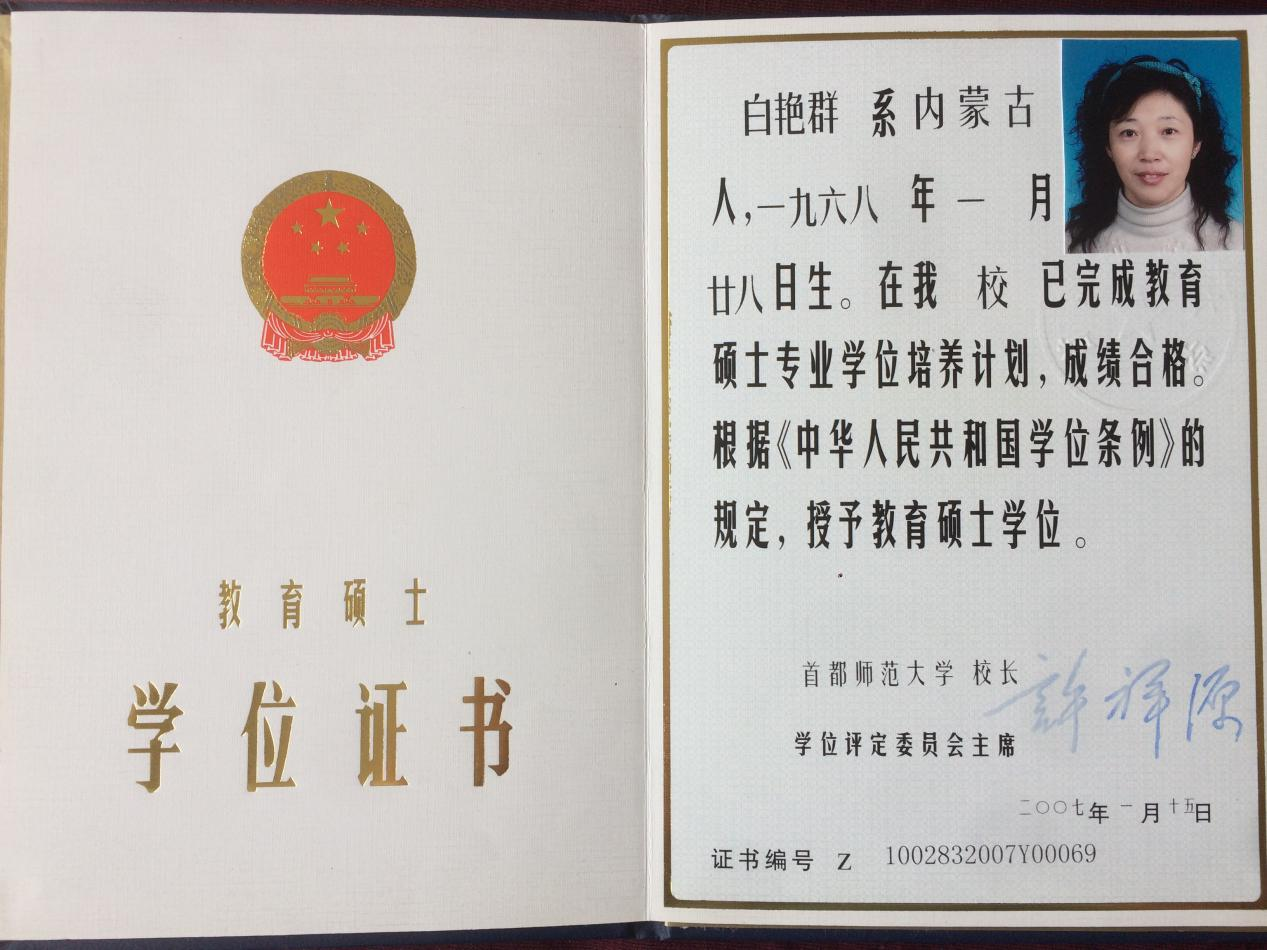 教育硕士
学位证书
白艳群 系内蒙古
人，一九六八 年 一 月
廿八日生。在我 校 已完成教育
硕士专业学位培养计划，成绩合格。
根据《中华人民共和国学位条例》的
规定，授予教育硕士学位。
首都师范大学 校长
许祥源
学位评定委员会主席
二〇〇七年一月十五日
证书编号 Z 1002832007Y00069